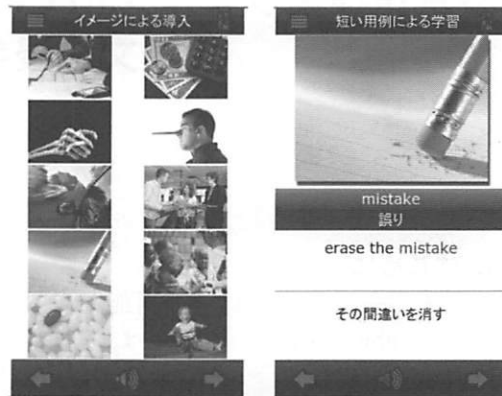 イメージによる導入
短い用例による学習
mistake
誤り
erase the mistake
その間違いを消す